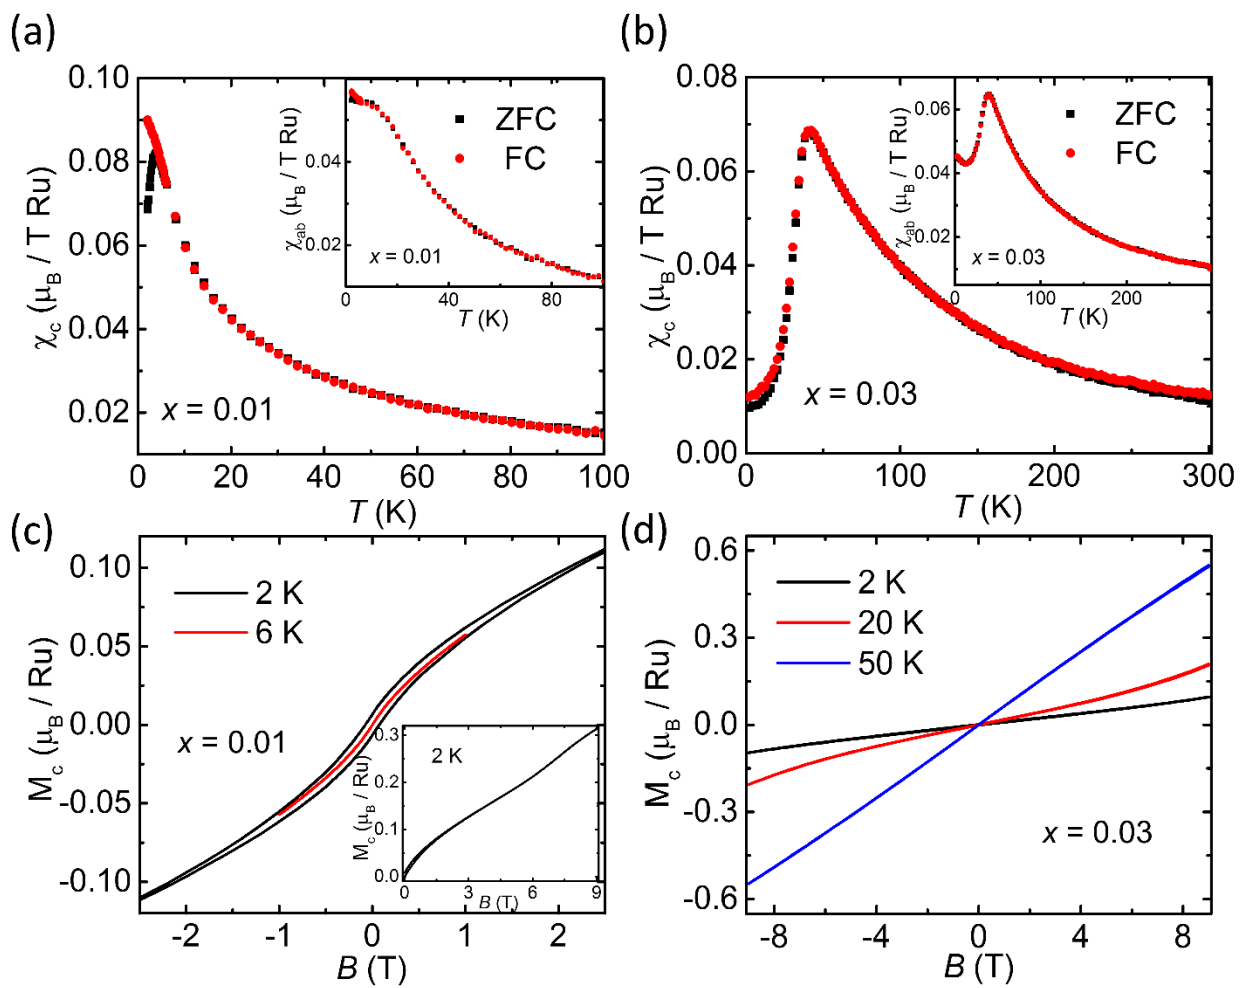 (a)
0.10
0.08
0.06
0.04
0.02
χc (μB / T Ru)
0 20 40 60 80 100
T (K)
x = 0.01
ZFC
FC
0.04
0.02
χab (μB / T Ru)
x = 0.01
0 40 80
T (K)
(b)
0.08
0.06
0.04
0.02
0.00
χc (μB / T Ru)
0 50 100 150 200 250 300
T (K)
x = 0.03
ZFC
FC
0.06
0.04
0.02
χab (μB / T Ru)
x = 0.03
0 100 200
T (K)
(c)
0.10
0.05
0.00
-0.05
-0.10
Mc (μB / Ru)
2 K
6 K
x = 0.01
-2 -1 0 1 2
B (T)
2 K
0.3
0.2
0.1
0.0
Mc (μB / Ru)
0 3 6 9
B (T)
(d)
0.6
0.3
0.0
-0.3
-0.6
Mc (μB / Ru)
2 K
20 K
50 K
x = 0.03
-8 -4 0 4 8
B (T)